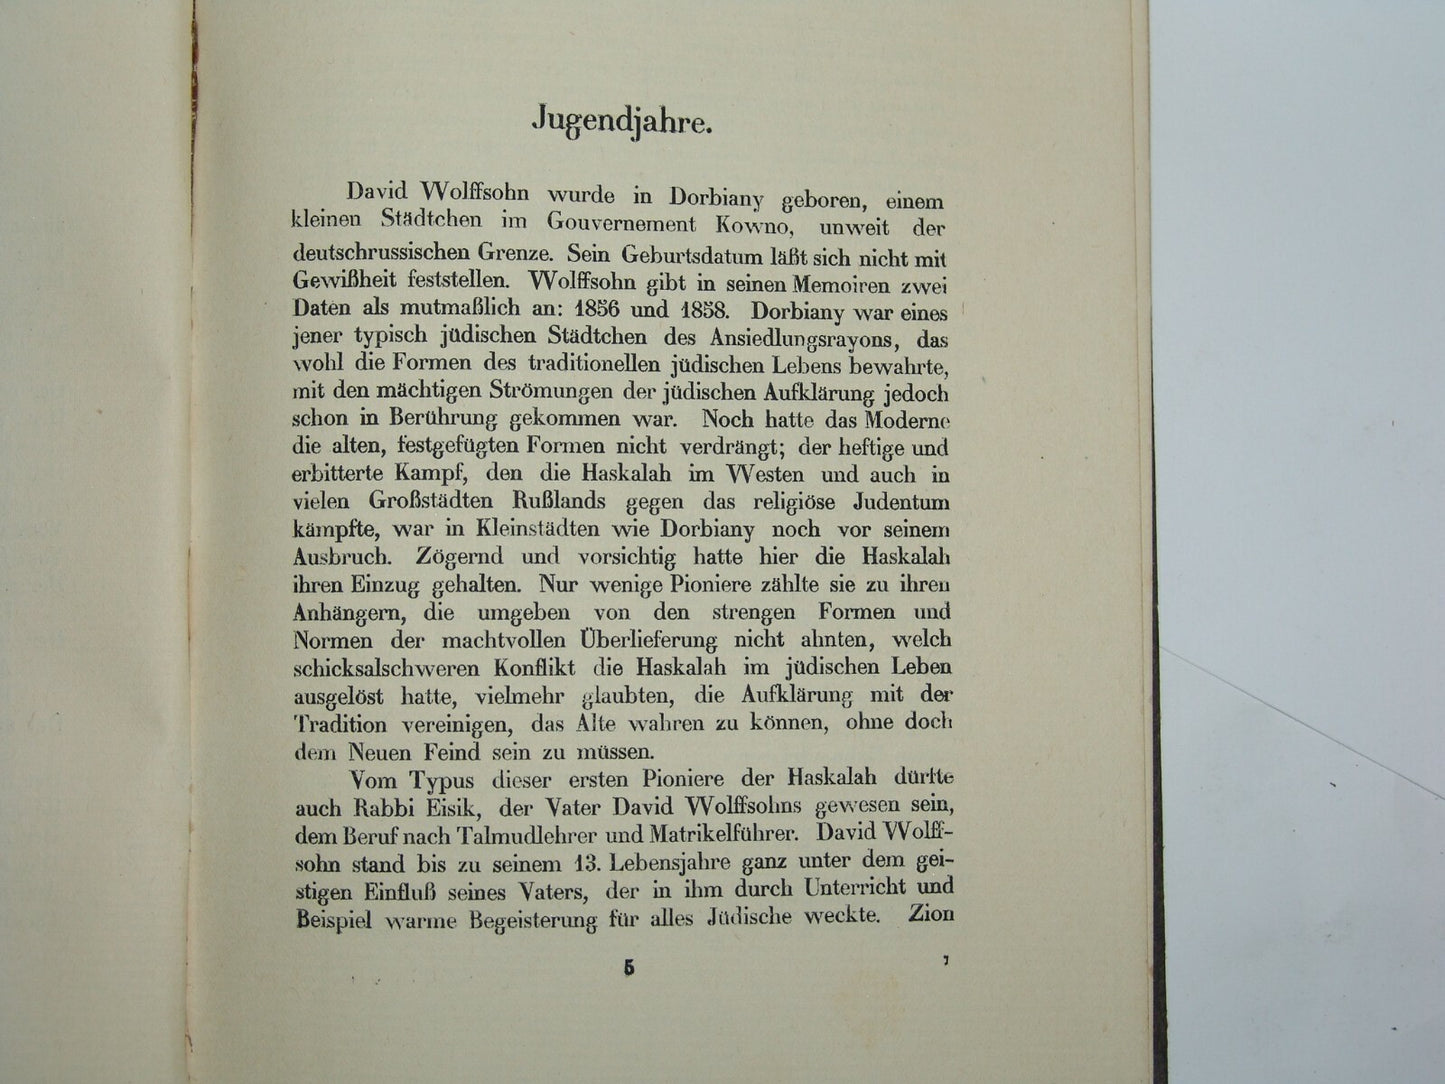 Jugendjahre.
David Wolffsohn wurde in Dorbiany geboren, einem
kleinen Städtchen im Gouvernement Kowno, unweit der
deutschrussischen Grenze. Sein Geburtsdatum läßt sich nicht mit
Gewißheit feststellen. Wolffsohn gibt in seinen Memoiren zwei
Daten als mutmaßlich an: 1856 und 1858. Dorbiany war eines
jener typisch jüdischen Städtchen des Ansiedlungsrayons, das
wohl die Formen des traditionellen jüdischen Lebens bewahrte,
mit den mächtigen Strömungen der jüdischen Aufklärung jedoch
schon in Berührung gekommen war. Noch hatte das Moderne
die alten, festgefügten Formen nicht verdrängt; der heftige und
erbitterte Kampf, den die Haskalah im Westen und auch in
vielen Großstädten Rußlands gegen das religiöse Judentum
kämpfte, war in Kleinstädten wie Dorbiany noch vor seinem
Ausbruch. Zögernd und vorsichtig hatte hier die Haskalah
ihren Einzug gehalten. Nur wenige Pioniere zählte sie zu ihren
Anhängern, die umgeben von den strengen Formen und
Normen der machtvollen Überlieferung nicht ahnten, welch
schicksalschweren Konflikt die Haskalah im jüdischen Leben
ausgelöst hatte, vielmehr glaubten, die Aufklärung mit der
Tradition vereinigen, das Alte wahren zu können, ohne doch
dem Neuen Feind sein zu müssen.
Vom Typus dieser ersten Pioniere der Haskalah dürfte
auch Rabbi Eisik, der Vater David Wolffsohns gewesen sein,
dem Beruf nach Talmudlehrer und Matrikelführer. David Wolff-
sohn stand bis zu seinem 13. Lebensjahre ganz unter dem gei-
stigen Einfluß seines Vaters, der in ihm durch Unterricht und
Beispiel warme Begeisterung für alles Jüdische weckte. Zion
5